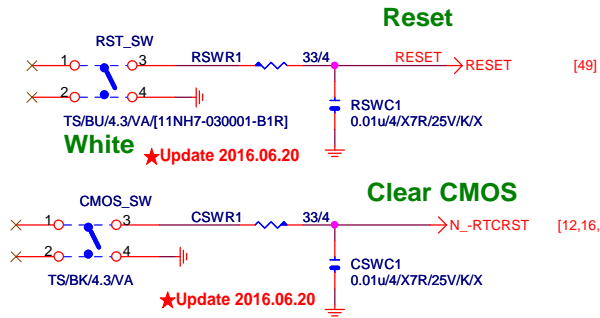 Reset
RST_SW
1 3 RSWR1 33/4 RESET RESET [49]
2 4
RSWC1
0.01u/4/X7R/25V/K/X
TS/BU/4.3/VA/[11NH7-030001-B1R]
White
★Update 2016.06.20
Clear CMOS
CMOS_SW
1 3 CSWR1 33/4 N_-RTCRST [12,16,
2 4
CSWC1
0.01u/4/X7R/25V/K/X
TS/BK/4.3/VA
★Update 2016.06.20